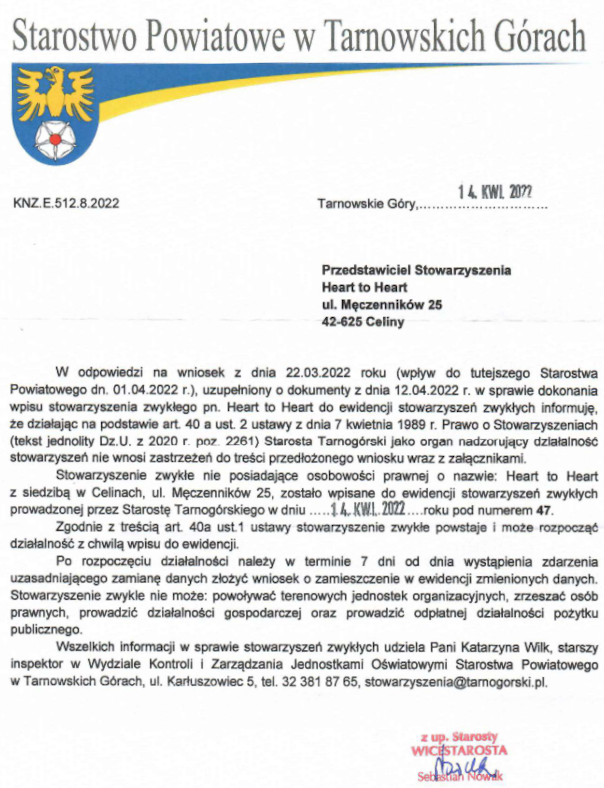 Starostwo Powiatowe w Tarnowskich Górach
KNZ.E.512.8.2022
Tarnowskie Góry,..............................
14. KWI. 2022
Przedstawiciel Stowarzyszenia
Heart to Heart
ul. Męczenników 25
42-625 Celiny
W odpowiedzi na wniosek z dnia 22.03.2022 roku (wpływ do tutejszego Starostwa
Powiatowego dn. 01.04.2022 r.), uzupełniony o dokumenty z dnia 12.04.2022 r. w sprawie dokonania
wpisu stowarzyszenia zwykłego pn. Heart to Heart do ewidencji stowarzyszeń zwykłych informuję,
że działając na podstawie art. 40 a ust. 2 ustawy z dnia 7 kwietnia 1989 r. Prawo o Stowarzyszeniach
(tekst jednolity Dz.U. z 2020 r. poz. 2261) Starosta Tarnogórski jako organ nadzorujący działalność
stowarzyszeń nie wnosi zastrzeżeń do treści przedłożonego wniosku wraz z załącznikami.
Stowarzyszenie zwykłe nie posiadające osobowości prawnej o nazwie: Heart to Heart
z siedzibą w Celinach, ul. Męczenników 25, zostało wpisane do ewidencji stowarzyszeń zwykłych
prowadzonej przez Starostę Tarnogórskiego w dniu .....14. KWI. 2022....roku pod numerem 47.
Zgodnie z treścią art. 40a ust.1 ustawy stowarzyszenie zwykłe powstaje i może rozpocząć
działalność z chwilą wpisu do ewidencji.
Po rozpoczęciu działalności należy w terminie 7 dni od dnia wystąpienia zdarzenia
uzasadniającego zamianę danych złożyć wniosek o zamieszczenie w ewidencji zmienionych danych.
Stowarzyszenie zwykłe nie może: powoływać terenowych jednostek organizacyjnych, zrzeszać osób
prawnych, prowadzić działalności gospodarczej oraz prowadzić odpłatnej działalności pożytku
publicznego.
Wszelkich informacji w sprawie stowarzyszeń zwykłych udziela Pani Katarzyna Wilk, starszy
inspektor w Wydziale Kontroli i Zarządzania Jednostkami Oświatowymi Starostwa Powiatowego
w Tarnowskich Górach, ul. Karłuszowiec 5, tel. 32 381 87 65, stowarzyszenia@tarnogorski.pl.
z up. Starosty
WICESTAROSTA
Sebastian Nowak